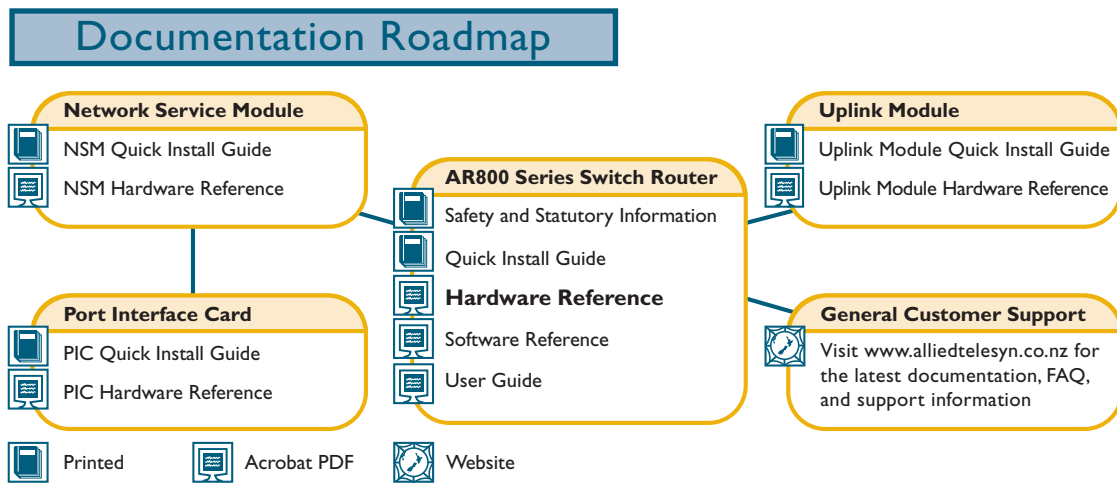 Documentation Roadmap
Network Service Module
NSM Quick Install Guide
NSM Hardware Reference
Port Interface Card
PIC Quick Install Guide
PIC Hardware Reference
AR800 Series Switch Router
Safety and Statutory Information
Quick Install Guide
Hardware Reference
Software Reference
User Guide
Uplink Module
Uplink Module Quick Install Guide
Uplink Module Hardware Reference
General Customer Support
Visit www.alliedtelesyn.co.nz for
the latest documentation, FAQ,
and support information
Printed
Acrobat PDF
Website